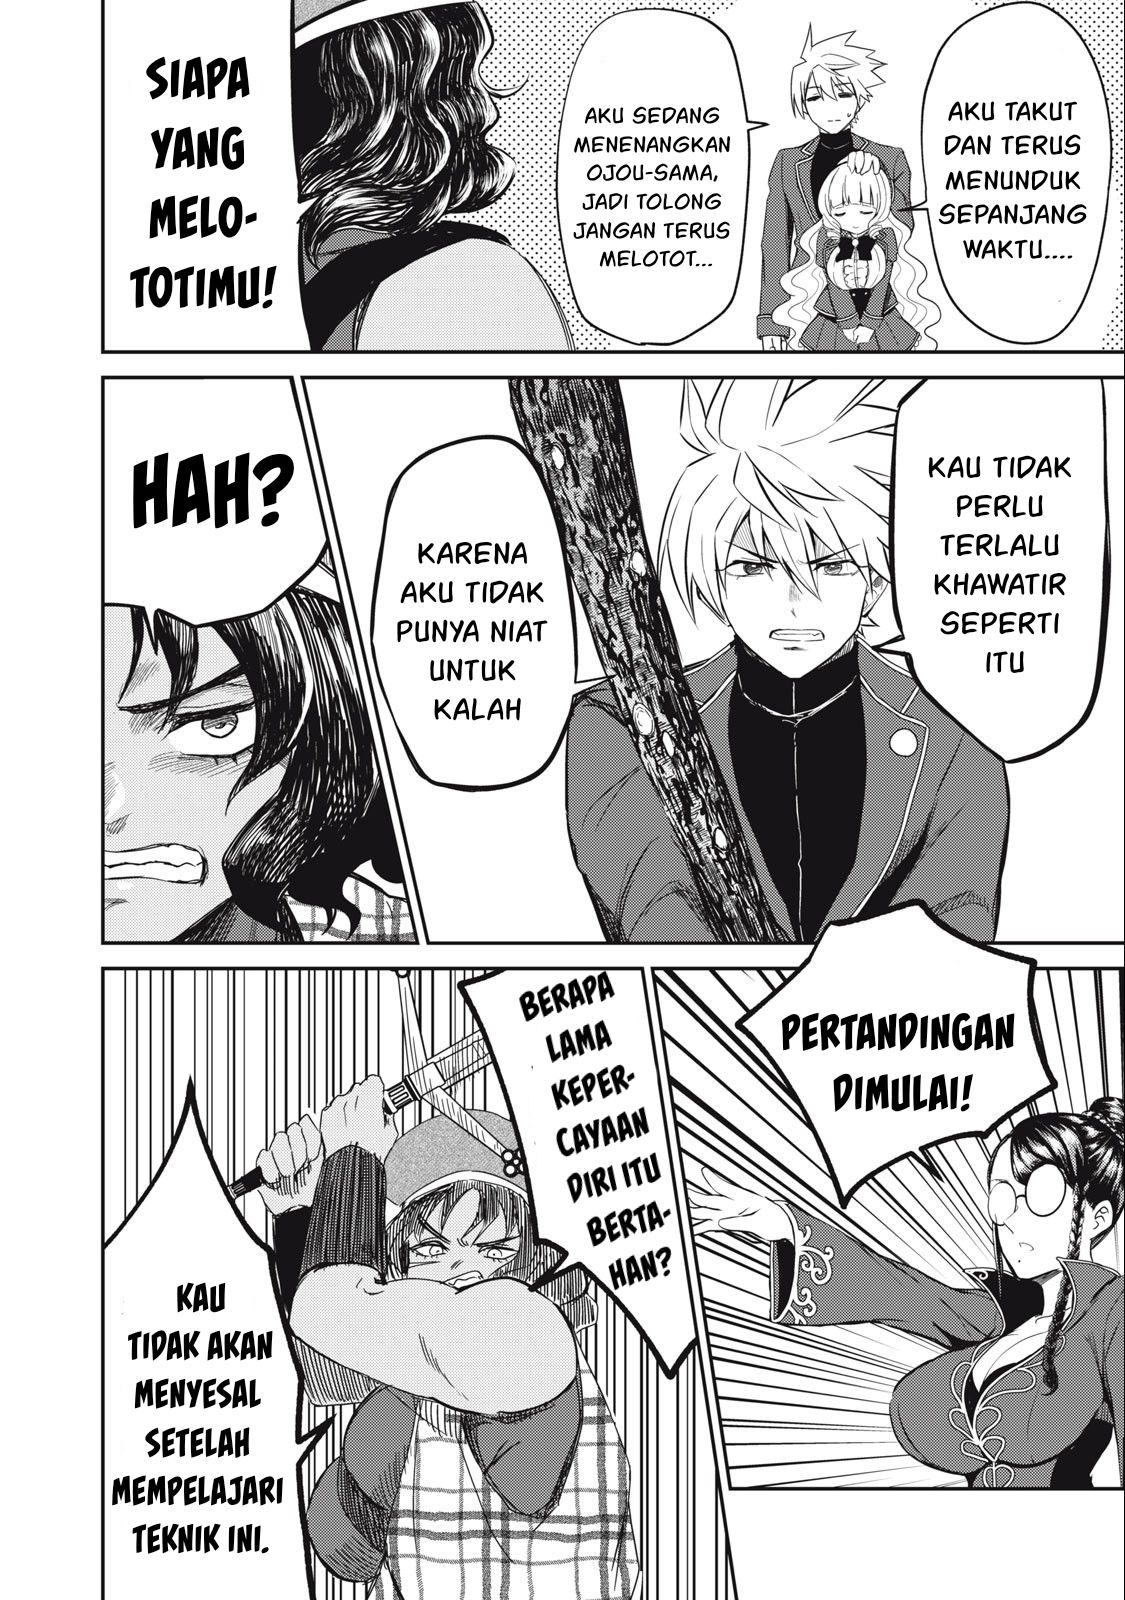 AKU TAKUT
DAN TERUS
MENUNDUK
SEPANJANG
WAKTU....
AKU SEDANG
MENENANGKAN
OJOU-SAMA,
JADI TOLONG
JANGAN TERUS
MELOTOT...
SIAPA
YANG
MELO-
TOTIMU!
KAU TIDAK
PERLU
TERLALU
KHAWATIR
SEPERTI
ITU
KARENA
AKU TIDAK
PUNYA NIAT
UNTUK
KALAH
HAH?
PERTANDINGAN
DIMULAI!
BERAPA
LAMA
KEPER-
CAYAAN
DIRI ITU
BERTA-
HAN?
KAU
TIDAK AKAN
MENYESAL
SETELAH
MEMPELAJARI
TEKNIK INI.